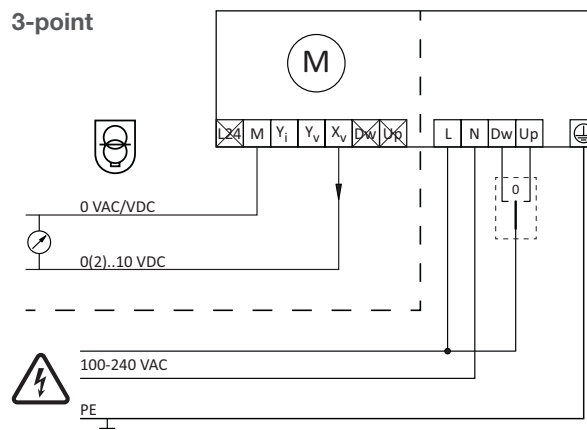 3-point
M
L24 M Yi Yv Xv Dw Up L N Dw Up
0
0 VAC/VDC
0(2)..10 VDC
100-240 VAC
PE